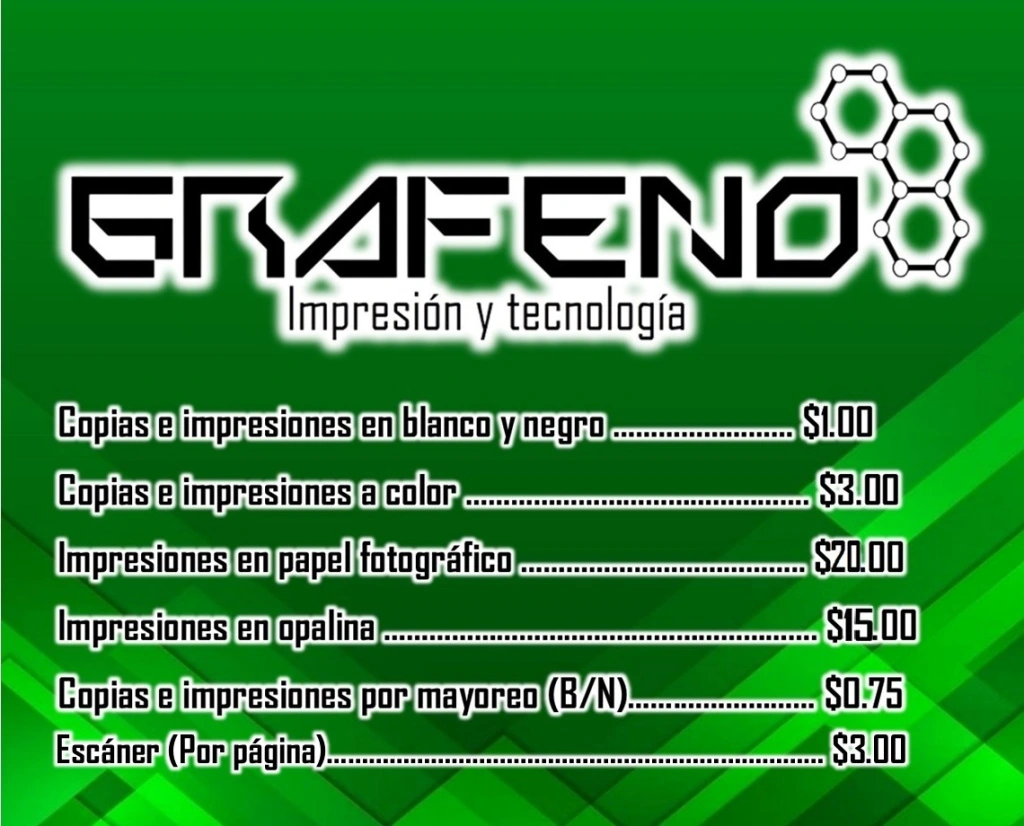 GRAFENO
Impresión y tecnología
Copias e impresiones en blanco y negro ........................ $1.00
Copias e impresiones a color ............................................. $3.00
Impresiones en papel fotográfico ..................................... $20.00
Impresiones en opalina ......................................................... $15.00
Copias e impresiones por mayoreo (B/N)........................ $0.75
Escáner (Por página)....................................................................... $3.00